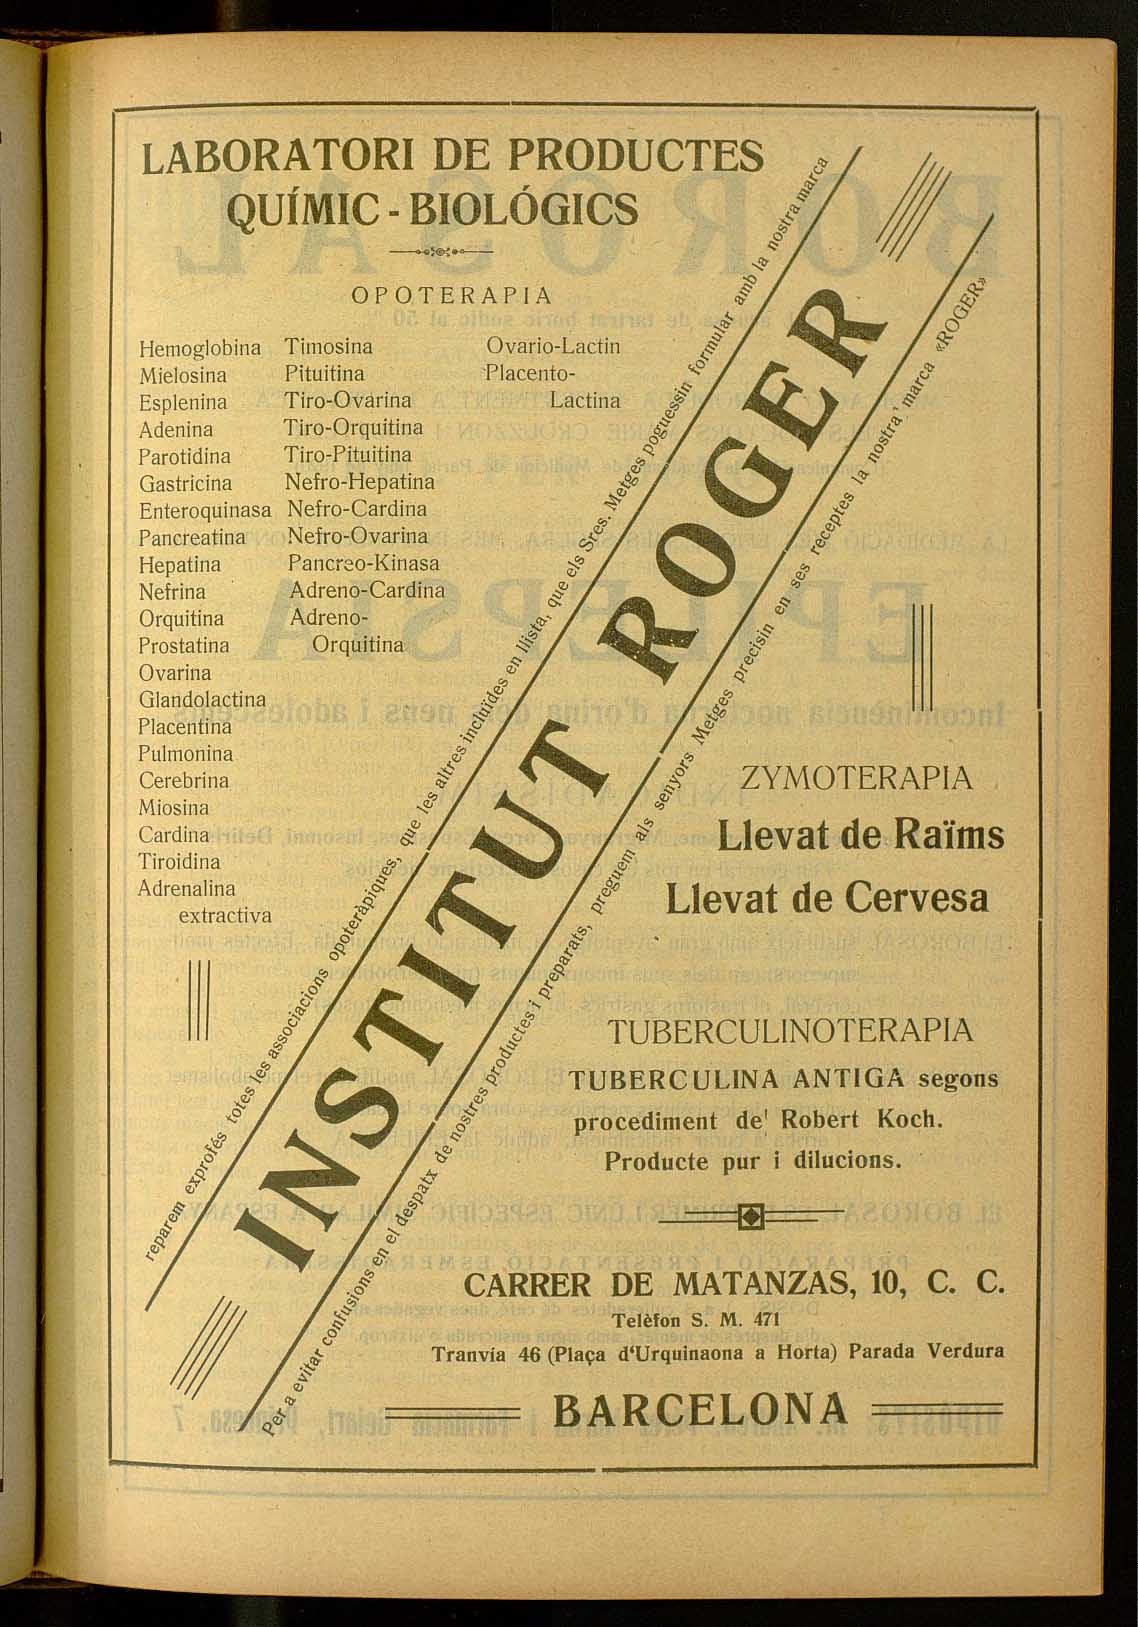 LABORATORI DE PRODUCTES
QUÍMIC - BIOLÓGICS
OPOTERAPIA
Hemoglobina
Mielosina
Esplenina
Adenina
Parotidina
Gastricina
Enteroquinasa
Pancreatina
Hepatina
Nefrina
Orquitina
Prostatina
Ovarina
Glandolactina
Placentina
Pulmonina
Cerebrina
Miosina
Cardina
Tiroidina
Adrenalina
extractiva
Timosina
Pituitina
Tiro-Ovarina
Tiro-Orquitina
Tiro-Pituitina
Nefro-Hepatina
Nefro-Cardina
Nefro-Ovarina
Pancreo-Kinasa
Adreno-Cardina
Adreno-
Orquitina
Ovario-Lactin
Placento-
Lactina
reparem exprofés totes les associacions opoteràpiques, que les altres incluïdes en llista, que els Sres. Metges poguessin formular amb la nostra marca
INSTITUT ROGER
Per a evitar confusions en el despatx de nostres productes i preparats, preguem als senyors Metges precisin en ses receptes la nostra marca «ROGER»
ZYMOTERAPIA
Llevat de Raïms
Llevat de Cervesa
TUBERCULINOTERAPIA
TUBERCULINA ANTIGA segons
procediment de' Robert Koch.
Producte pur i dilucions.
CARRER DE MATANZAS, 10, C. C.
Telèfon S. M. 471
Tranvía 46 (Plaça d'Urquinaona a Horta) Parada Verdura
BARCELONA